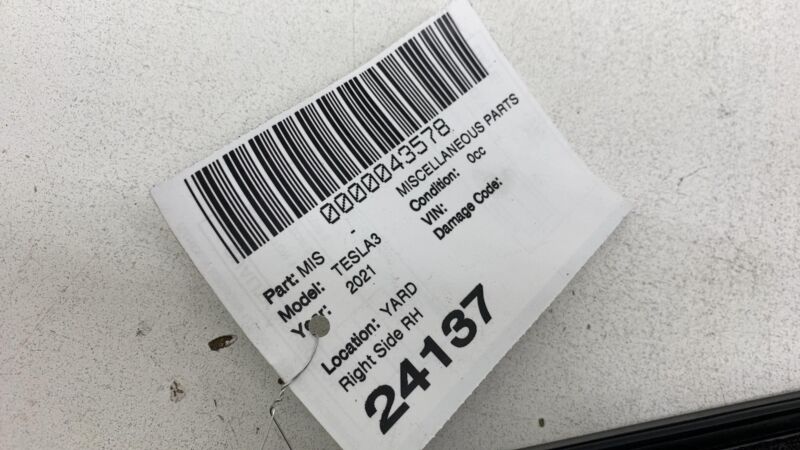 0000043578
Part: MIS - MISCELLANEOUS PARTS
Model: TESLA3 Condition: 0cc
Year: 2021 VIN:
Damage Code:
Location: YARD
Right Side RH
24137